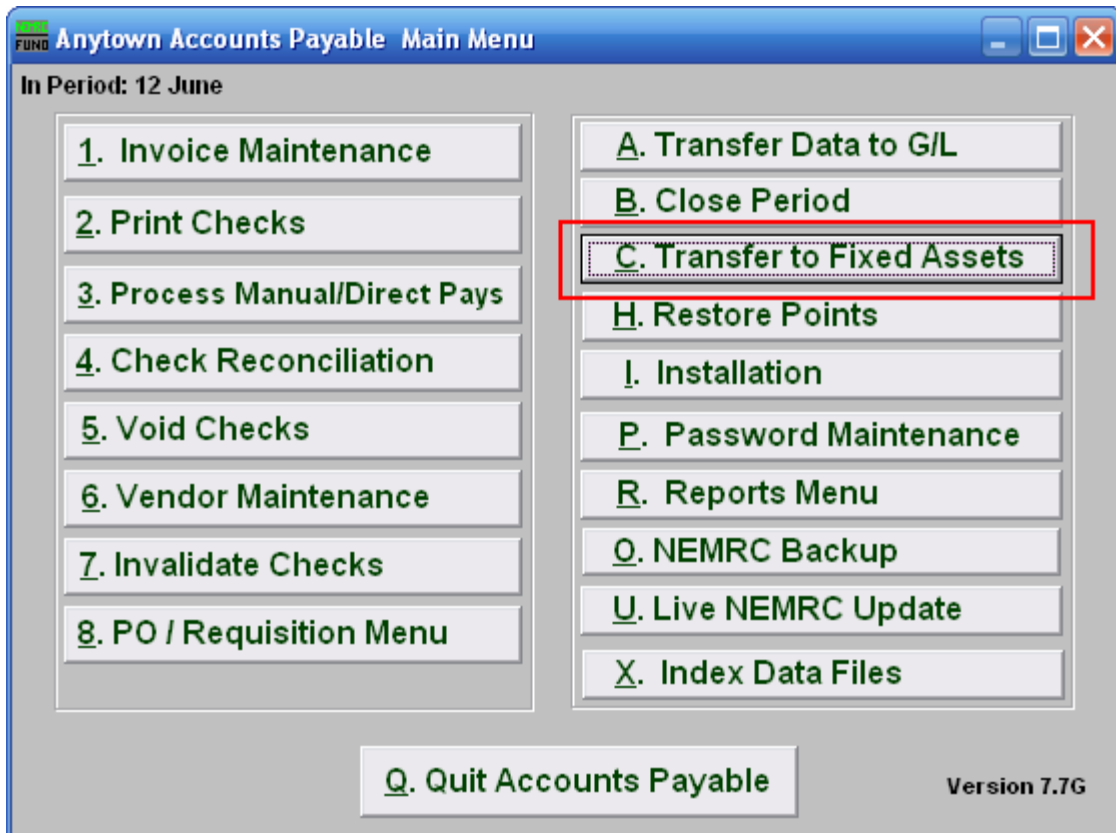 NEMRC
FUND Anytown Accounts Payable Main Menu
In Period: 12 June
1. Invoice Maintenance
2. Print Checks
3. Process Manual/Direct Pays
4. Check Reconciliation
5. Void Checks
6. Vendor Maintenance
7. Invalidate Checks
8. PO / Requisition Menu
A. Transfer Data to G/L
B. Close Period
C. Transfer to Fixed Assets
H. Restore Points
I. Installation
P. Password Maintenance
R. Reports Menu
O. NEMRC Backup
U. Live NEMRC Update
X. Index Data Files
Q. Quit Accounts Payable
Version 7.7G